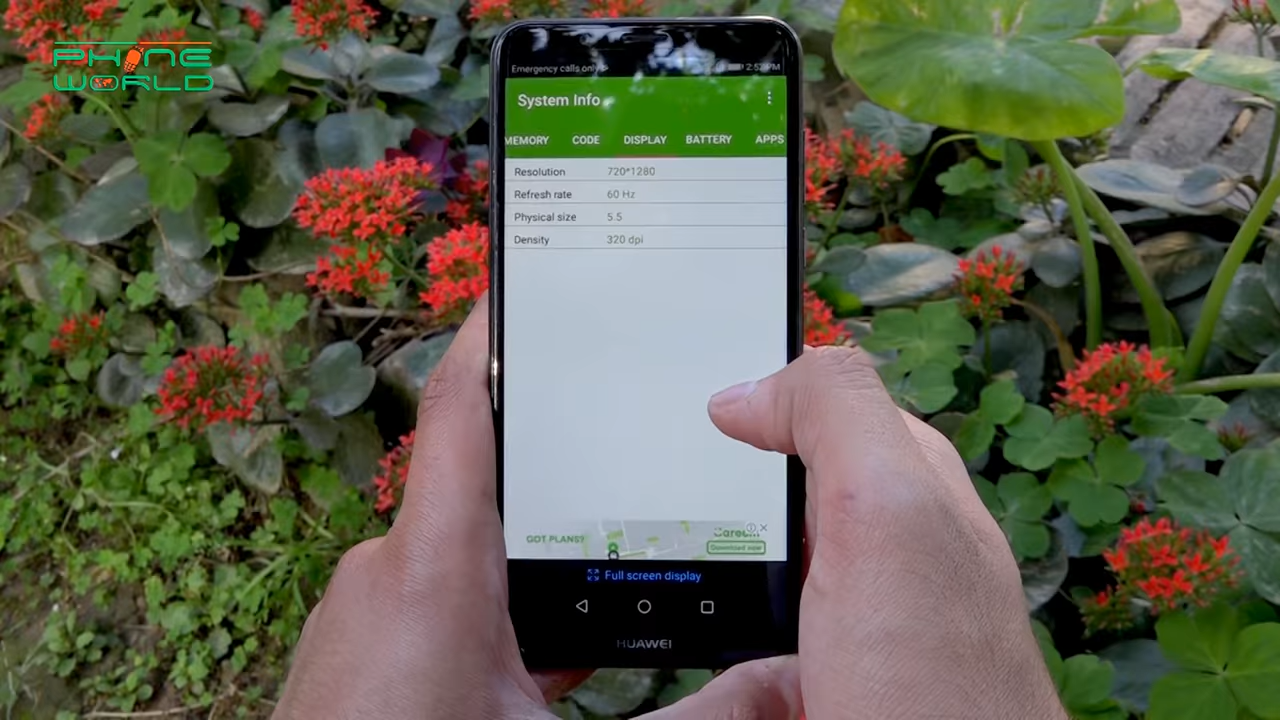 PHONE
WORLD
Emergency calls only
2:52 PM
System Info
MEMORY CODE DISPLAY BATTERY APPS
Resolution 720*1280
Refresh rate 60 Hz
Physical size 5.5
Density 320 dpi
GOT PLANS?
Careem
Download now
Full screen display
HUAWEI